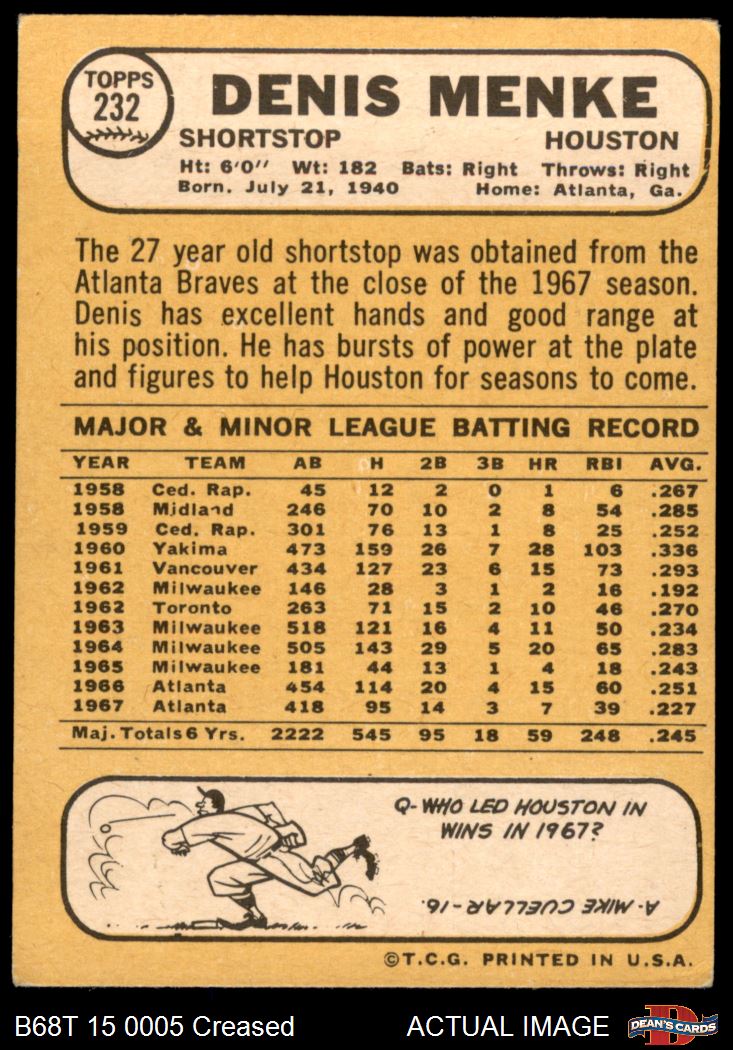 TOPPS
232
DENIS MENKE
SHORTSTOP HOUSTON
Ht: 6'0" Wt: 182 Bats: Right Throws: Right
Born. July 21, 1940 Home: Atlanta, Ga.
The 27 year old shortstop was obtained from the
Atlanta Braves at the close of the 1967 season.
Denis has excellent hands and good range at
his position. He has bursts of power at the plate
and figures to help Houston for seasons to come.
MAJOR & MINOR LEAGUE BATTING RECORD
YEAR TEAM AB H 2B 3B HR RBI AVG.
1958 Ced. Rap. 45 12 2 0 1 6 .267
1958 Midland 246 70 10 2 8 54 .285
1959 Ced. Rap. 301 76 13 1 8 25 .252
1960 Yakima 473 159 26 7 28 103 .336
1961 Vancouver 434 127 23 6 15 73 .293
1962 Milwaukee 146 28 3 1 2 16 .192
1962 Toronto 263 71 15 2 10 46 .270
1963 Milwaukee 518 121 16 4 11 50 .234
1964 Milwaukee 505 143 29 5 20 65 .283
1965 Milwaukee 181 44 13 1 4 18 .243
1966 Atlanta 454 114 20 4 15 60 .251
1967 Atlanta 418 95 14 3 7 39 .227
Maj. Totals 6 Yrs. 2222 545 95 18 59 248 .245
Q-WHO LED HOUSTON IN
WINS IN 1967?
A-MIKE CUELLAR-16.
©T.C.G. PRINTED IN U.S.A.
B68T 15 0005 Creased ACTUAL IMAGE D DEAN'S CARDS